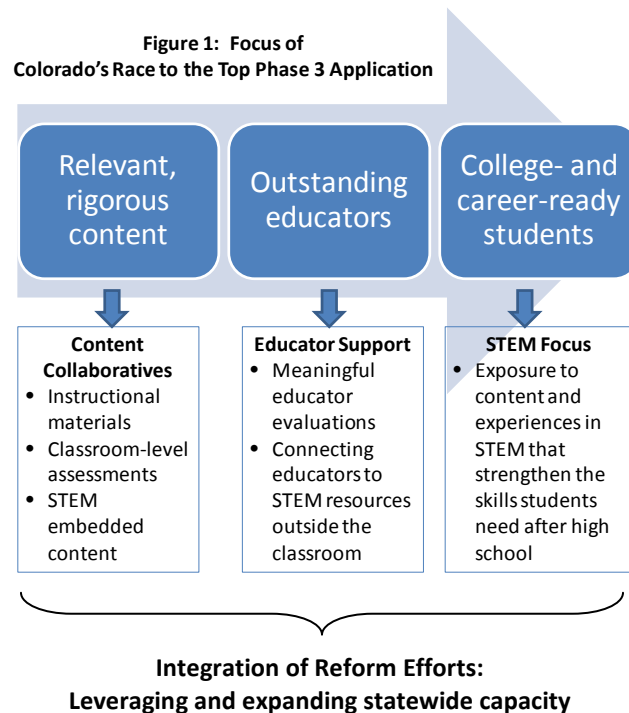 Figure 1:  Focus of
Colorado's Race to the Top Phase 3 Application
Relevant,
rigorous
content
Outstanding
educators
College- and
career-ready
students
Content
Collaboratives
• Instructional
materials
• Classroom-level
assessments
• STEM
embedded
content
Educator Support
• Meaningful
educator
evaluations
• Connecting
educators to
STEM resources
outside the
classroom
STEM Focus
• Exposure to
content and
experiences in
STEM that
strengthen the
skills students
need after high
school
Integration of Reform Efforts:
Leveraging and expanding statewide capacity